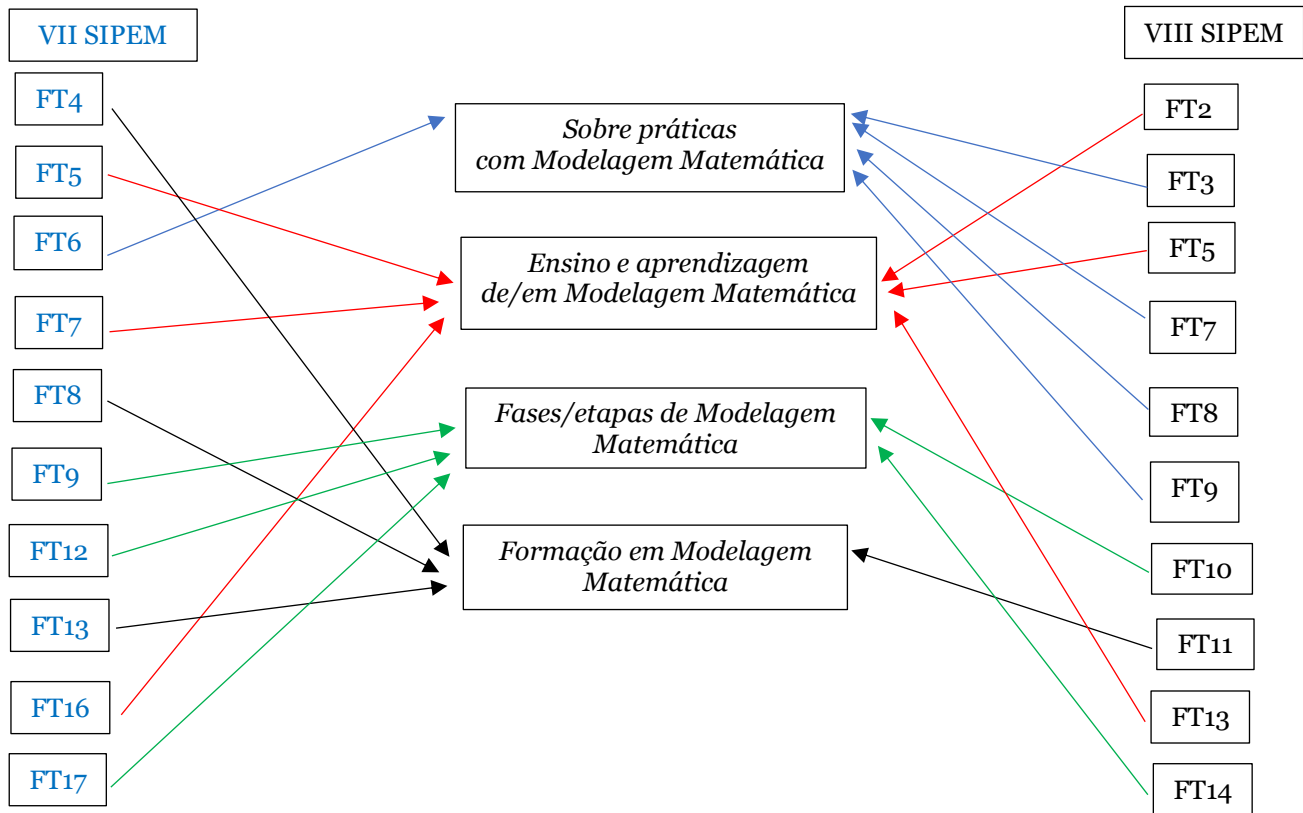 VII SIPEM
VIII SIPEM
FT4
FT5
FT6
FT7
FT8
FT9
FT12
FT13
FT16
FT17
Sobre práticas
com Modelagem Matemática
Ensino e aprendizagem
de/em Modelagem Matemática
Fases/etapas de Modelagem
Matemática
Formação em Modelagem
Matemática
FT2
FT3
FT5
FT7
FT8
FT9
FT10
FT11
FT13
FT14